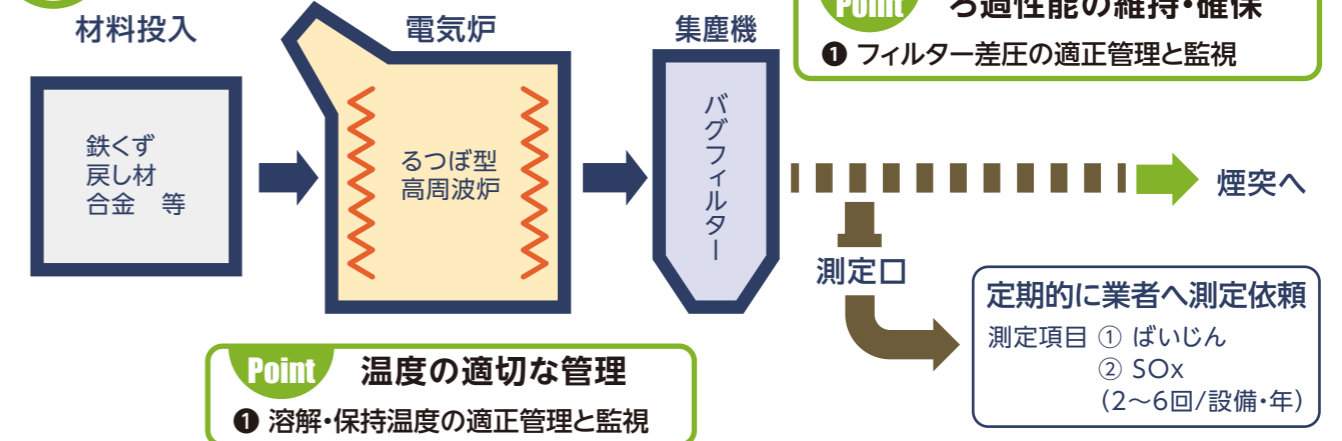 材料投入
電気炉
集塵機
Point ろ過性能の維持・確保
❶ フィルター差圧の適正管理と監視
鉄くず
戻し材
合金　等
るつぼ型
高周波炉
バグフィルター
煙突へ
測定口
定期的に業者へ測定依頼
測定項目 ① ばいじん
② SOx
（2〜6回/設備・年）
Point 温度の適切な管理
❶ 溶解・保持温度の適正管理と監視